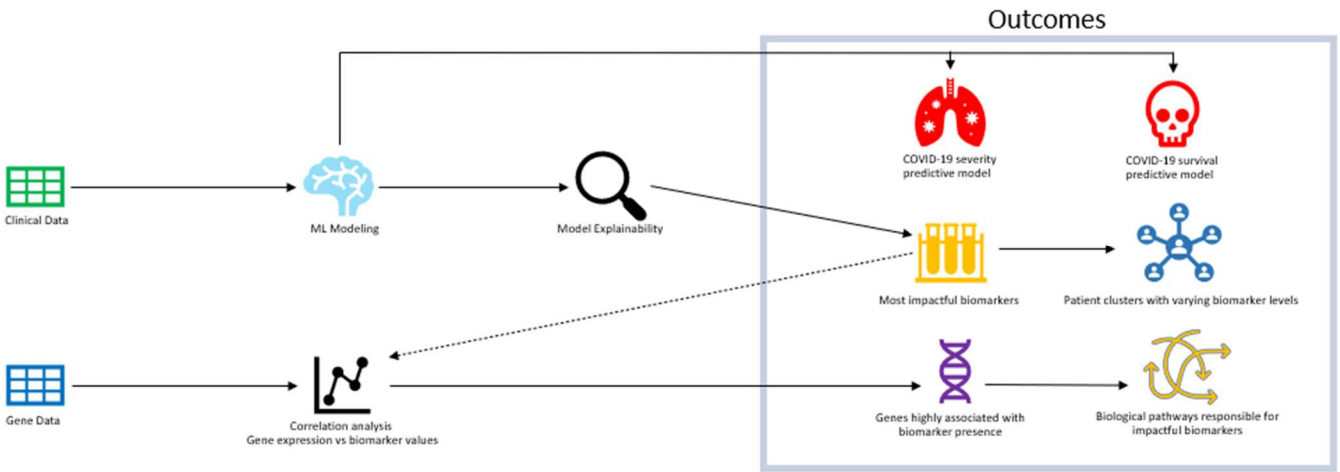 Outcomes
COVID-19 severity
predictive model
COVID-19 survival
predictive model
Clinical Data
ML Modeling
Model Explainability
Most impactful biomarkers
Patient clusters with varying biomarker levels
Gene Data
Correlation analysis
Gene expression vs biomarker values
Genes highly associated with
biomarker presence
Biological pathways responsible for
impactful biomarkers